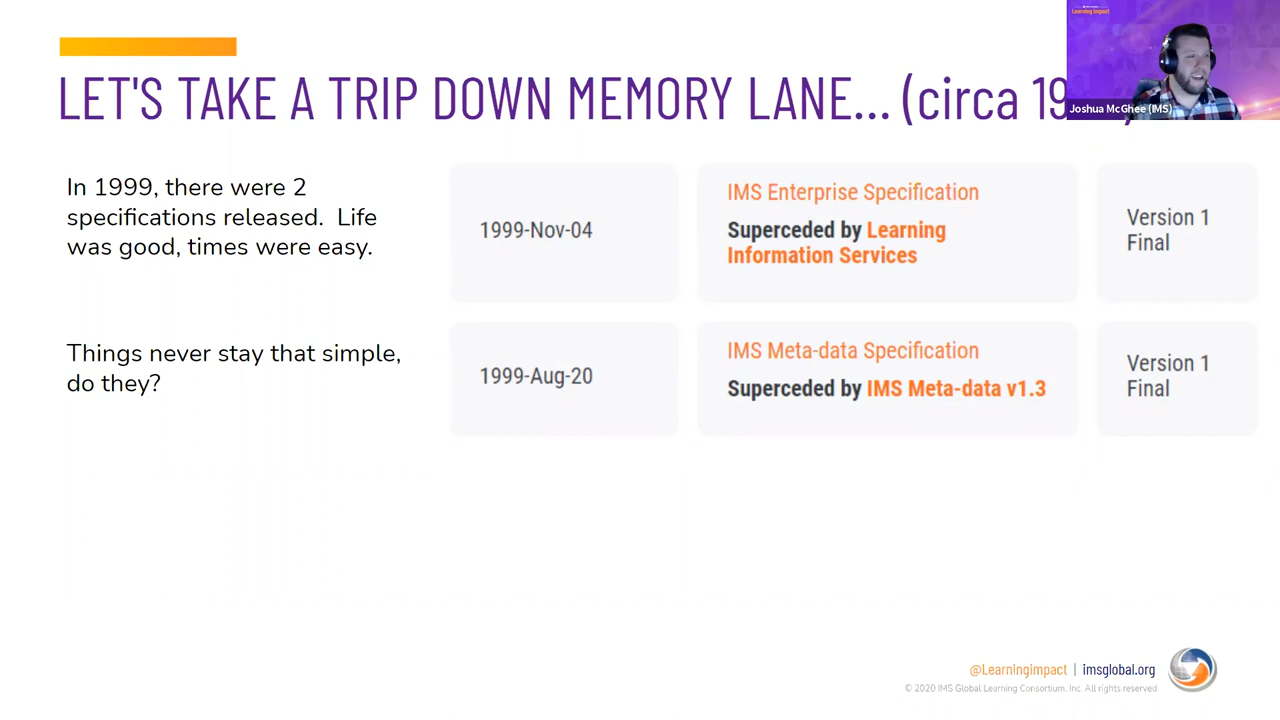 Learning Impact
LET'S TAKE A TRIP DOWN MEMORY LANE... (circa 19
Joshua McGhee (IMS)
In 1999, there were 2
specifications released. Life
was good, times were easy.
1999-Nov-04
IMS Enterprise Specification
Superceded by Learning
Information Services
Version 1
Final
Things never stay that simple,
do they?
1999-Aug-20
IMS Meta-data Specification
Superceded by IMS Meta-data v1.3
Version 1
Final
@Learningimpact | imsglobal.org
© 2020 IMS Global Learning Consortium, Inc. All rights reserved